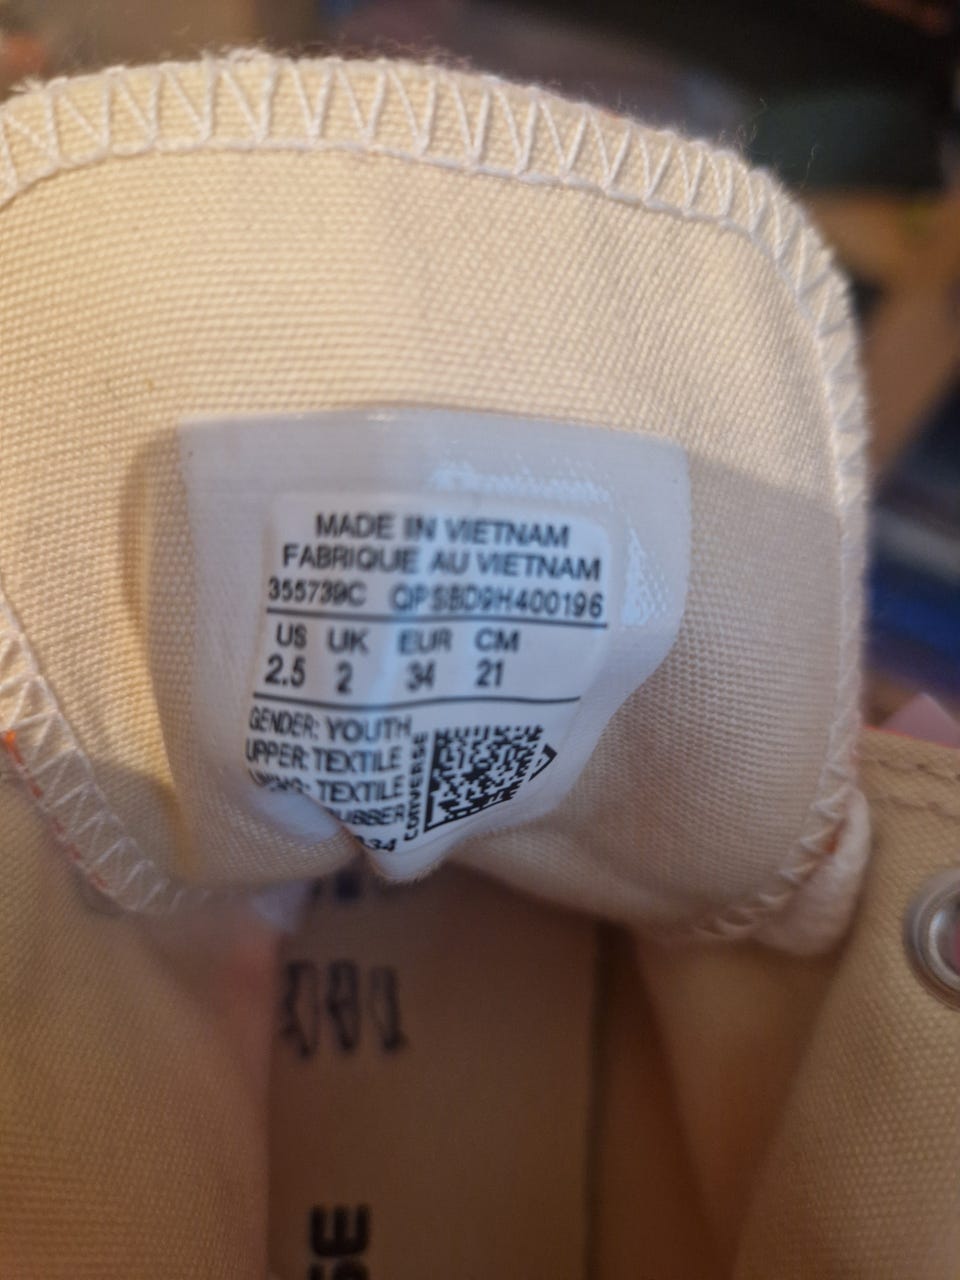 MADE IN VIETNAM
FABRIQUE AU VIETNAM
355739C QPSBD9H400196
US UK EUR CM
2.5 2 34 21
GENDER: YOUTH
UPPER: TEXTILE
TEXTILE
CONVERSE